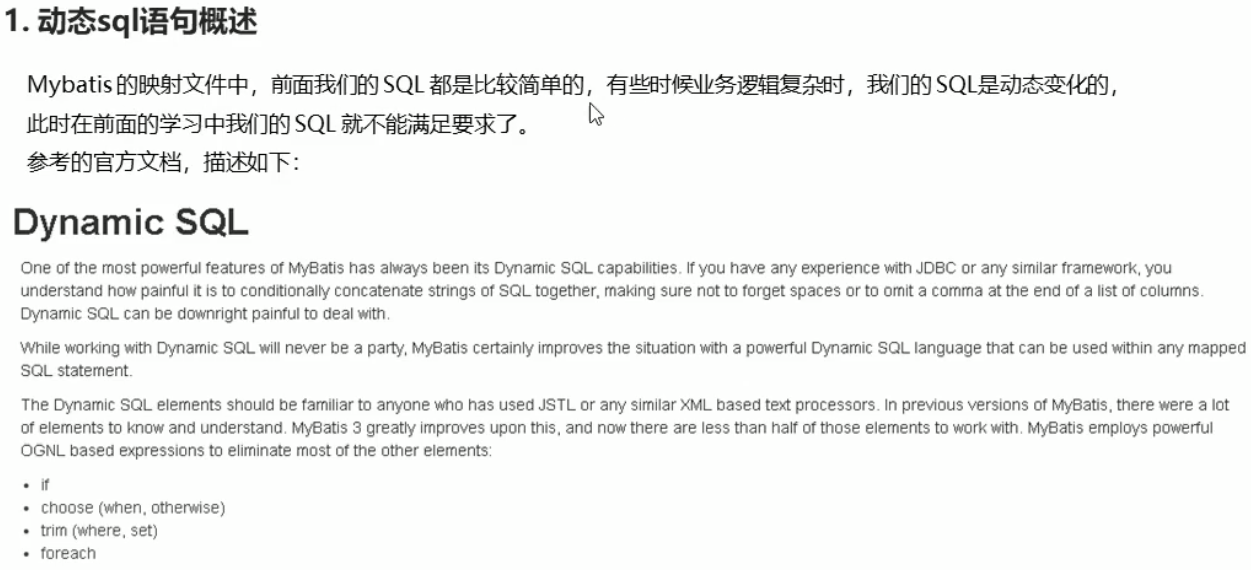 1. 动态sql语句概述
Mybatis 的映射文件中，前面我们的 SQL 都是比较简单的，有些时候业务逻辑复杂时，我们的 SQL是动态变化的，
此时在前面的学习中我们的 SQL 就不能满足要求了。
参考的官方文档，描述如下：
Dynamic SQL
One of the most powerful features of MyBatis has always been its Dynamic SQL capabilities. If you have any experience with JDBC or any similar framework, you
understand how painful it is to conditionally concatenate strings of SQL together, making sure not to forget spaces or to omit a comma at the end of a list of columns.
Dynamic SQL can be downright painful to deal with.
While working with Dynamic SQL will never be a party, MyBatis certainly improves the situation with a powerful Dynamic SQL language that can be used within any mapped
SQL statement.
The Dynamic SQL elements should be familiar to anyone who has used JSTL or any similar XML based text processors. In previous versions of MyBatis, there were a lot
of elements to know and understand. MyBatis 3 greatly improves upon this, and now there are less than half of those elements to work with. MyBatis employs powerful
OGNL based expressions to eliminate most of the other elements:
• if
• choose (when, otherwise)
• trim (where, set)
• foreach